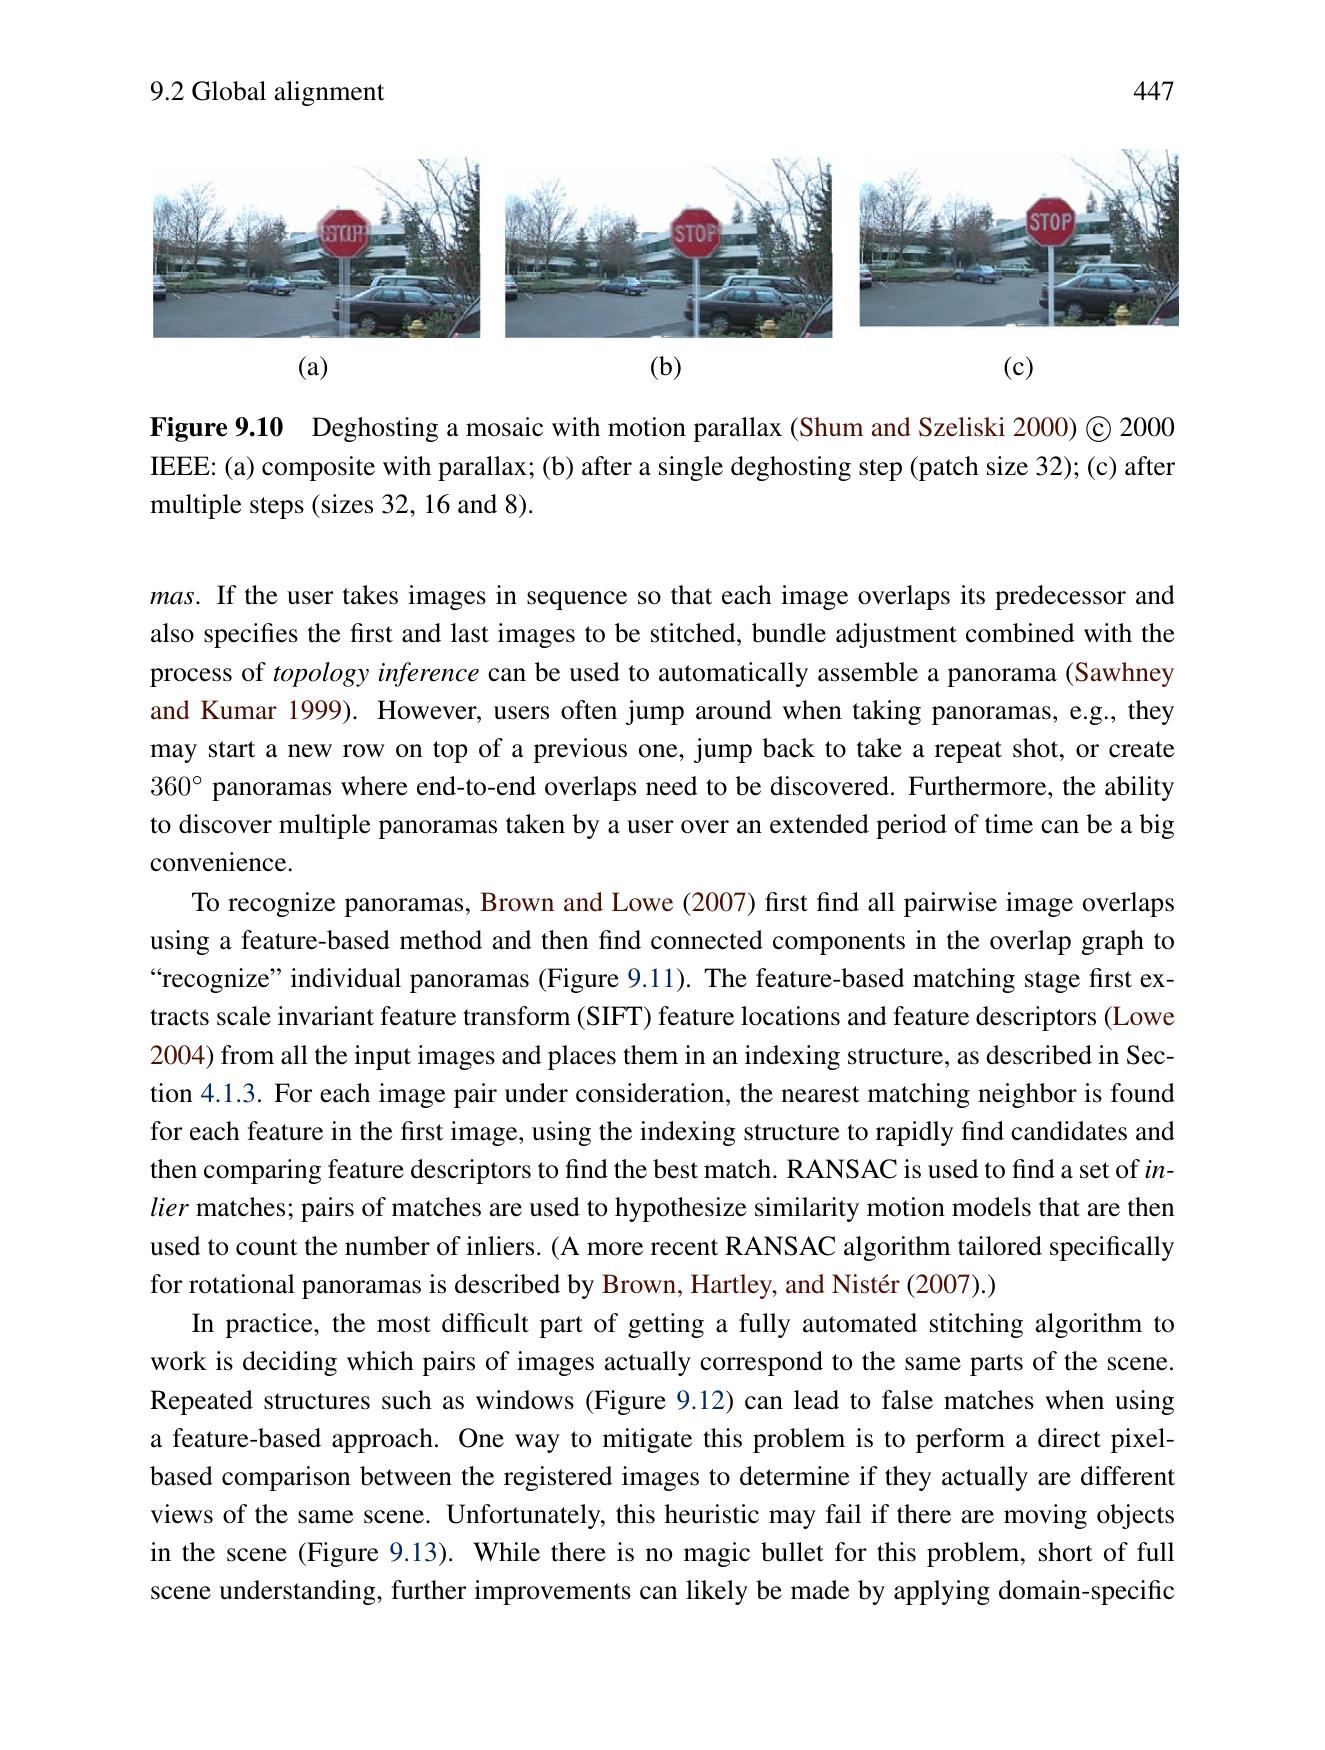 9.2 Global alignment 447
STOP STOP
(a) (b) (c)
Figure 9.10 Deghosting a mosaic with motion parallax (Shum and Szeliski 2000) © 2000
IEEE: (a) composite with parallax; (b) after a single deghosting step (patch size 32); (c) after
multiple steps (sizes 32, 16 and 8).
mas. If the user takes images in sequence so that each image overlaps its predecessor and
also specifies the first and last images to be stitched, bundle adjustment combined with the
process of topology inference can be used to automatically assemble a panorama (Sawhney
and Kumar 1999). However, users often jump around when taking panoramas, e.g., they
may start a new row on top of a previous one, jump back to take a repeat shot, or create
360° panoramas where end-to-end overlaps need to be discovered. Furthermore, the ability
to discover multiple panoramas taken by a user over an extended period of time can be a big
convenience.
To recognize panoramas, Brown and Lowe (2007) first find all pairwise image overlaps
using a feature-based method and then find connected components in the overlap graph to
“recognize” individual panoramas (Figure 9.11). The feature-based matching stage first ex-
tracts scale invariant feature transform (SIFT) feature locations and feature descriptors (Lowe
2004) from all the input images and places them in an indexing structure, as described in Sec-
tion 4.1.3. For each image pair under consideration, the nearest matching neighbor is found
for each feature in the first image, using the indexing structure to rapidly find candidates and
then comparing feature descriptors to find the best match. RANSAC is used to find a set of in-
lier matches; pairs of matches are used to hypothesize similarity motion models that are then
used to count the number of inliers. (A more recent RANSAC algorithm tailored specifically
for rotational panoramas is described by Brown, Hartley, and Nistér (2007).)
In practice, the most difficult part of getting a fully automated stitching algorithm to
work is deciding which pairs of images actually correspond to the same parts of the scene.
Repeated structures such as windows (Figure 9.12) can lead to false matches when using
a feature-based approach. One way to mitigate this problem is to perform a direct pixel-
based comparison between the registered images to determine if they actually are different
views of the same scene. Unfortunately, this heuristic may fail if there are moving objects
in the scene (Figure 9.13). While there is no magic bullet for this problem, short of full
scene understanding, further improvements can likely be made by applying domain-specific